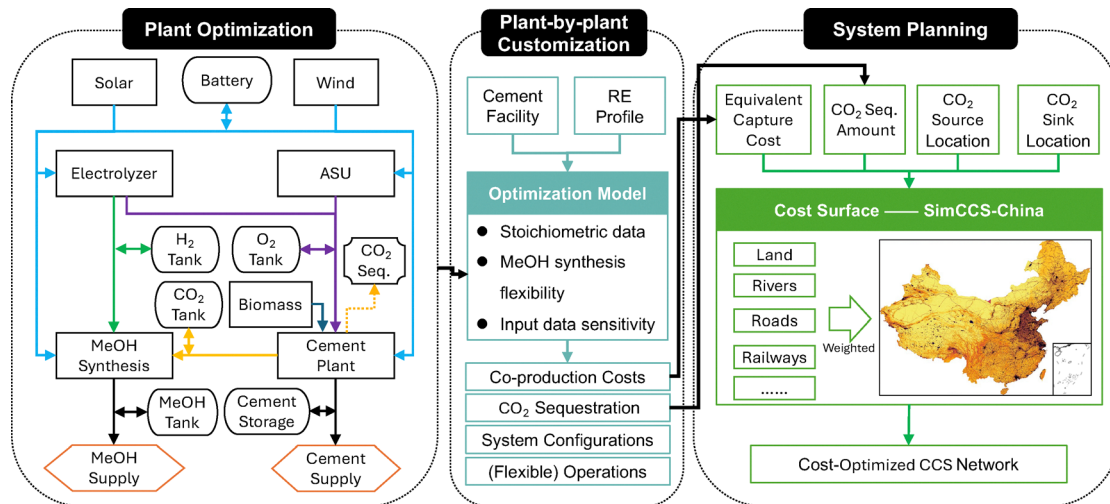 Plant Optimization
Solar
Battery
Wind
Electrolyzer
ASU
H2
Tank
O2
Tank
CO2
Seq.
CO2
Tank
Biomass
MeOH
Synthesis
Cement
Plant
MeOH
Tank
Cement
Storage
MeOH
Supply
Cement
Supply
Plant-by-plant
Customization
Cement
Facility
RE
Profile
Optimization Model
● Stoichiometric data
● MeOH synthesis
flexibility
● Input data sensitivity
Co-production Costs
CO2 Sequestration
System Configurations
(Flexible) Operations
System Planning
Equivalent
Capture
Cost
CO2 Seq.
Amount
CO2
Source
Location
CO2
Sink
Location
Cost Surface —— SimCCS-China
Land
Rivers
Roads
Railways
......
Weighted
Cost-Optimized CCS Network